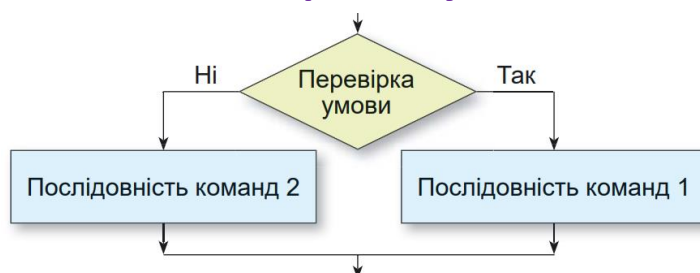 Ні
Перевірка
умови
Так
Послідовність команд 2
Послідовність команд 1